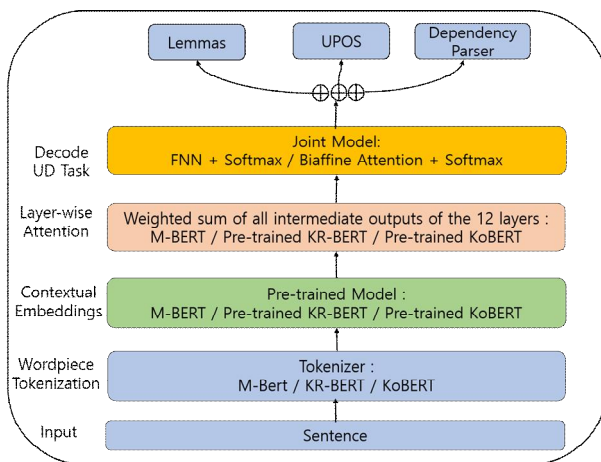 Lemmas
UPOS
Dependency
Parser
Decode
UD Task
Joint Model:
FNN + Softmax / Biaffine Attention + Softmax
Layer-wise
Attention
Weighted sum of all intermediate outputs of the 12 layers :
M-BERT / Pre-trained KR-BERT / Pre-trained KoBERT
Contextual
Embeddings
Pre-trained Model :
M-BERT / Pre-trained KR-BERT / Pre-trained KoBERT
Wordpiece
Tokenization
Tokenizer :
M-Bert / KR-BERT / KoBERT
Input
Sentence